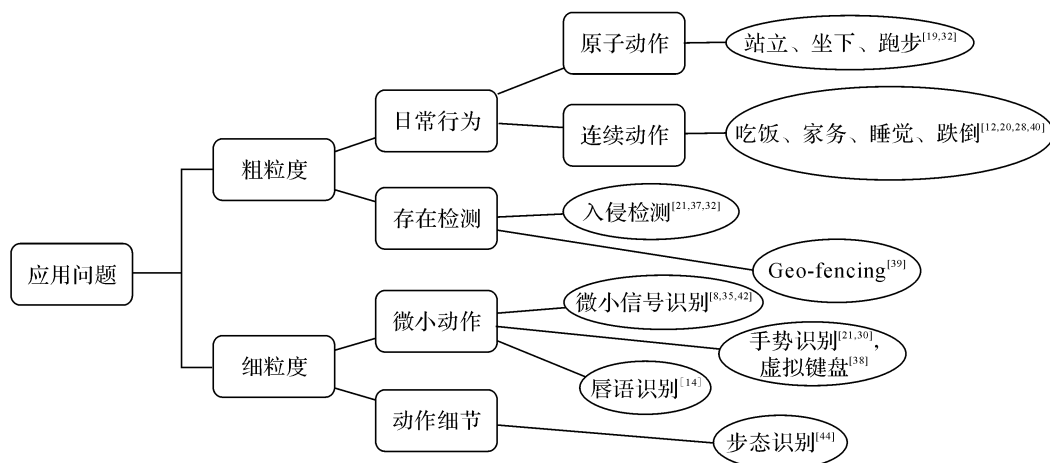 原子动作
站立、坐下、跑步[19,32]
日常行为
连续动作
吃饭、家务、睡觉、跌倒[12,20,28,40]
粗粒度
存在检测
入侵检测[21,37,32]
Geo-fencing[39]
应用问题
微小动作
微小信号识别[8,35,42]
手势识别[21,30],
虚拟键盘[38]
细粒度
唇语识别[14]
动作细节
步态识别[44]